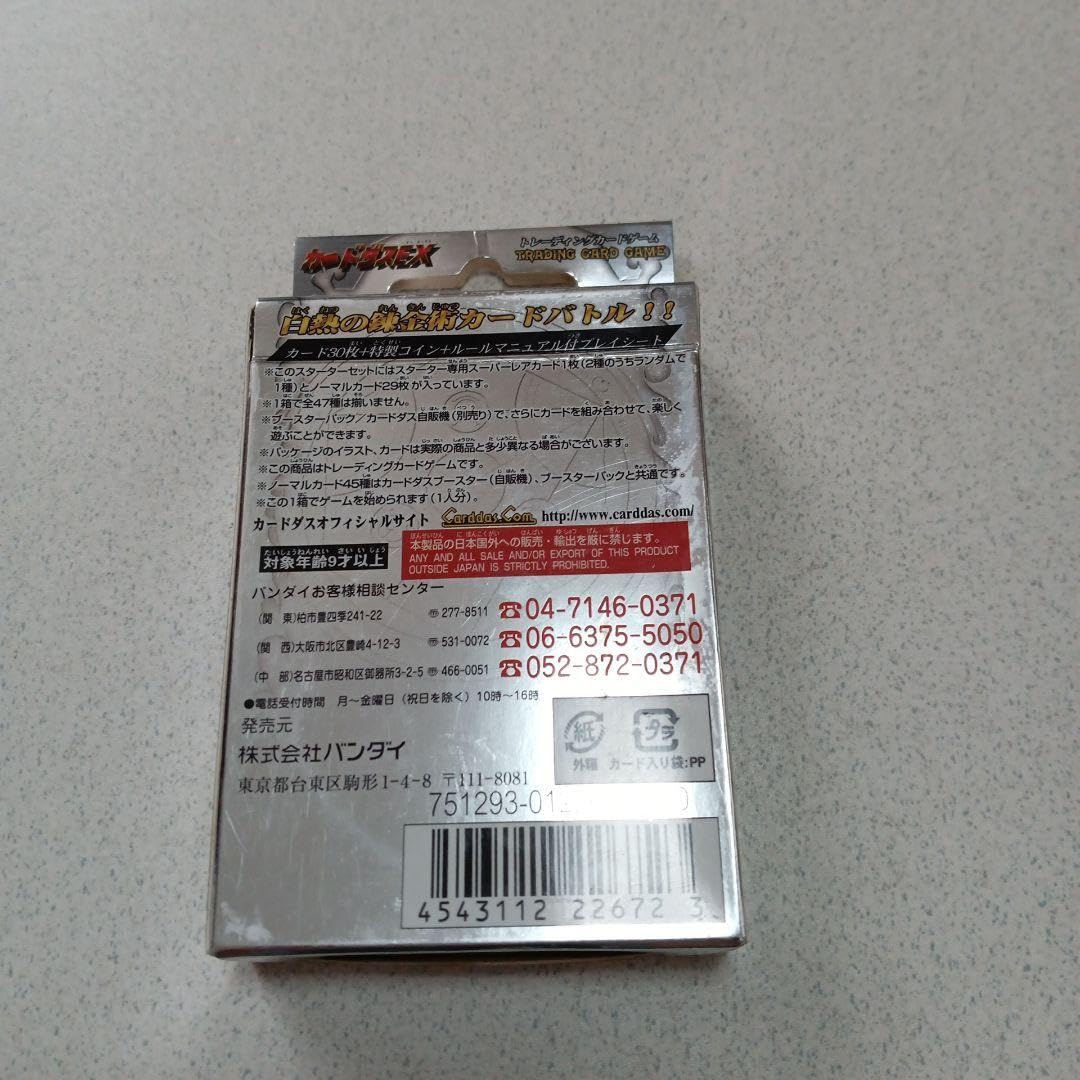 カードダスEX
トレーディングカードゲーム
TRADING CARD GAME
白熱の錬金術カードバトル!!
カード30枚+特製コイン+ルールマニュアル付プレイシート
※このスターターセットにはスターター専用スーパーレアカード1枚(2種のうちランダムで
1種)とノーマルカード29枚が入っています。
※1箱で全47種は揃いません。
※ブースターパック/カードダス自販機(別売り)で、さらにカードを組み合わせて、楽しく
遊ぶことができます。
※パッケージのイラスト、カードは実際の商品と多少異なる場合がございます。
※この商品はトレーディングカードゲームです。
※ノーマルカード45種はカードダスブースター(自販機)、ブースターパックと共通です。
※この1箱でゲームを始められます(1人分)。
カードダスオフィシャルサイト Carddas.Com. http://www.carddas.com/
対象年齢9才以上
本製品の日本国外への販売・輸出を厳に禁じます。
ANY AND ALL SALE AND/OR EXPORT OF THIS PRODUCT
OUTSIDE JAPAN IS STRICTLY PROHIBITED.
バンダイお客様相談センター
(関 東)柏市豊四季241-22 〒277-8511 ☎04-7146-0371
(関 西)大阪市北区豊崎4-12-3 〒531-0072 ☎06-6375-5050
(中 部)名古屋市昭和区御器所3-2-5 〒466-0051 ☎052-872-0371
●電話受付時間 月~金曜日(祝日を除く)10時~16時
発売元
株式会社バンダイ
東京都台東区駒形1-4-8 〒111-8081
紙
外箱
プラ
カード入り袋:PP
751293-01
4543112 22672 3